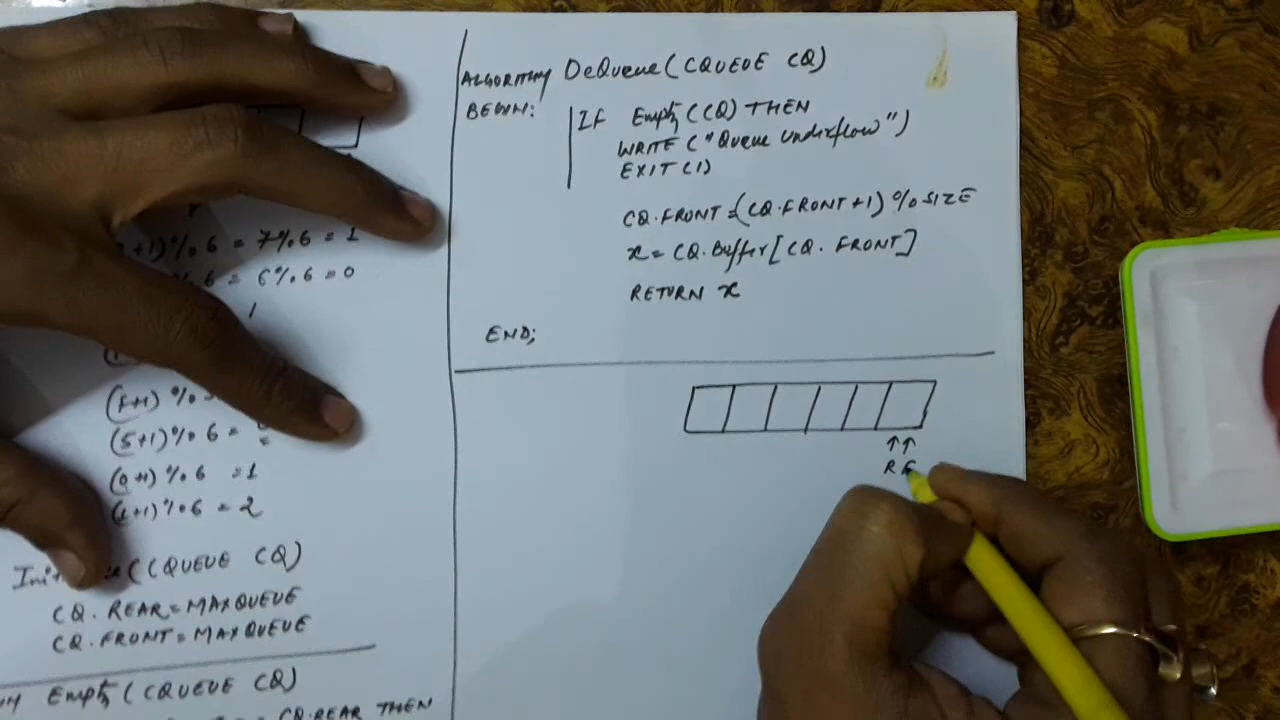 +1) % 6 = 7 % 6 = 1
% 6 = 6 % 6 = 0
1
(5+1) %
(5+1) % 6 =
(0+1) % 6 = 1
(1+1) % 6 = 2
(CQUEUE CQ)
CQ. REAR = MAXQUEUE
CQ. FRONT = MAXQUEUE
Empty (CQUEUE CQ)
CQ.REAR THEN
ALGORITHM DeQueue (CQUEUE CQ)
BEGIN:
IF Empty (CQ) THEN
WRITE ("Queue Underflow")
EXIT (1)
CQ.FRONT = (CQ.FRONT+1) % SIZE
x = CQ.Buffer [CQ. FRONT]
RETURN x
END;
↑ ↑
R F